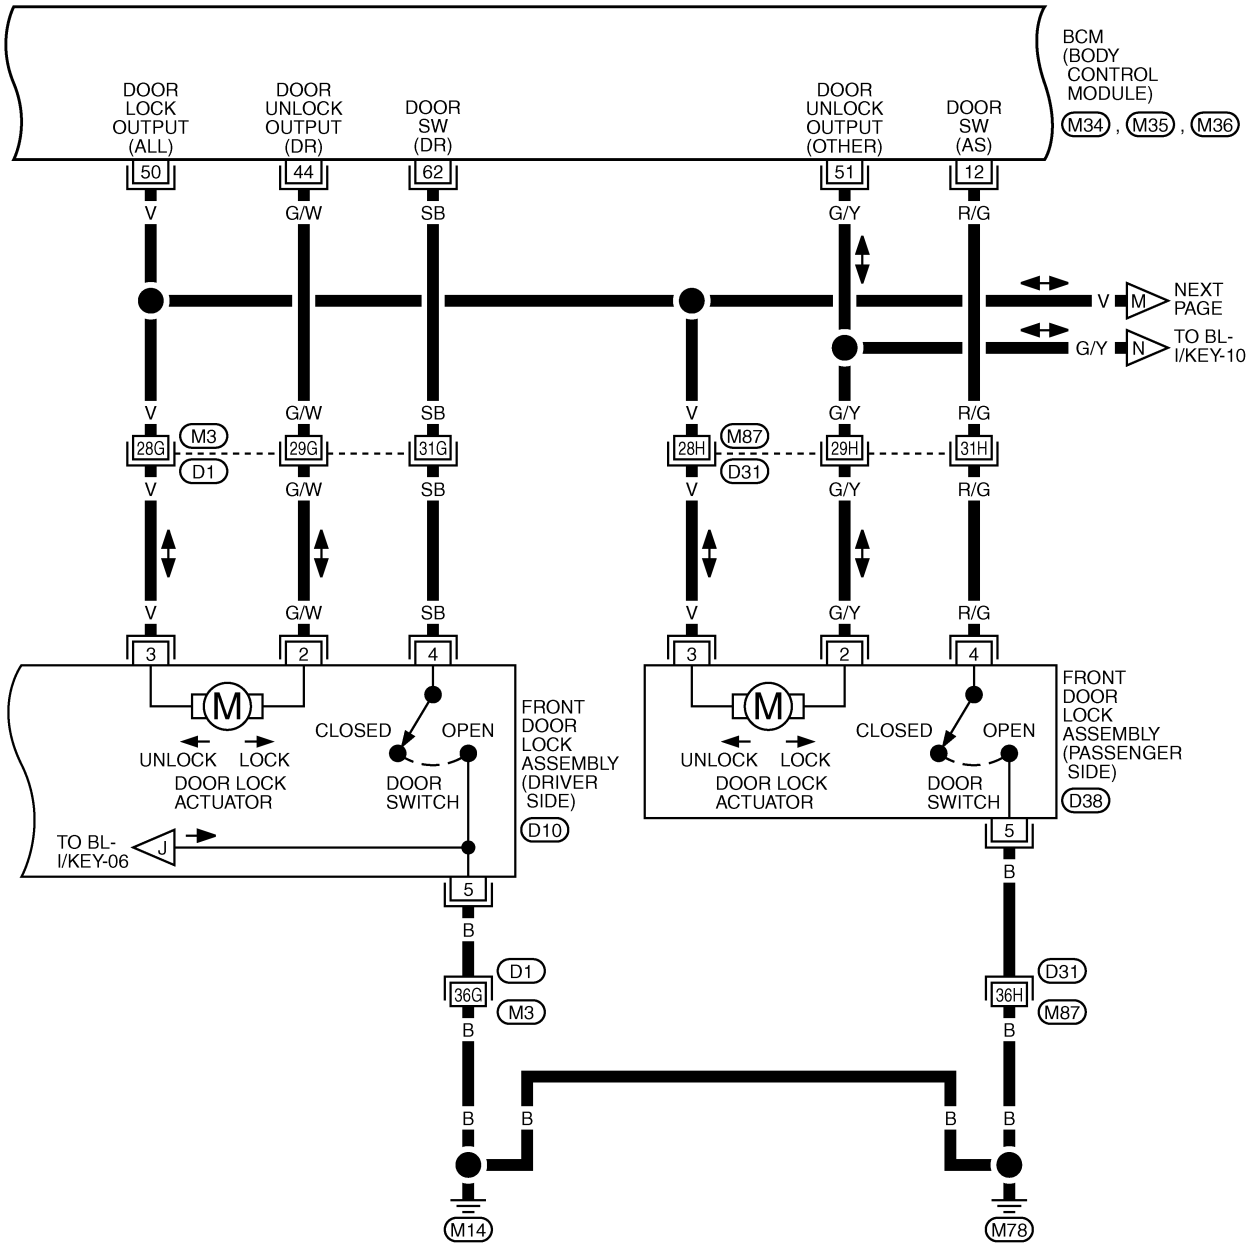 BCM
(BODY
CONTROL
MODULE)
M34 , M35 , M36
DOOR
LOCK
OUTPUT
(ALL)
DOOR
UNLOCK
OUTPUT
(DR)
DOOR
SW
(DR)
DOOR
UNLOCK
OUTPUT
(OTHER)
DOOR
SW
(AS)
50 44 62 51 12
V G/W SB G/Y R/G
V M NEXT
PAGE
G/Y N TO BL-
I/KEY-10
V G/W SB V G/Y R/G
28G M3 29G 31G 28H M87 29H 31H
D1 D31
V G/W SB V G/Y R/G
V G/W SB V G/Y R/G
3 2 4 3 2 4
M
CLOSED OPEN
UNLOCK LOCK
DOOR LOCK
ACTUATOR
DOOR
SWITCH
TO BL-
I/KEY-06
J
FRONT
DOOR
LOCK
ASSEMBLY
(DRIVER
SIDE)
D10
M
CLOSED OPEN
UNLOCK LOCK
DOOR LOCK
ACTUATOR
DOOR
SWITCH
FRONT
DOOR
LOCK
ASSEMBLY
(PASSENGER
SIDE)
D38
5 5
B B
D1 D31
36G 36H
M3 M87
B B
B B B B
M14 M78